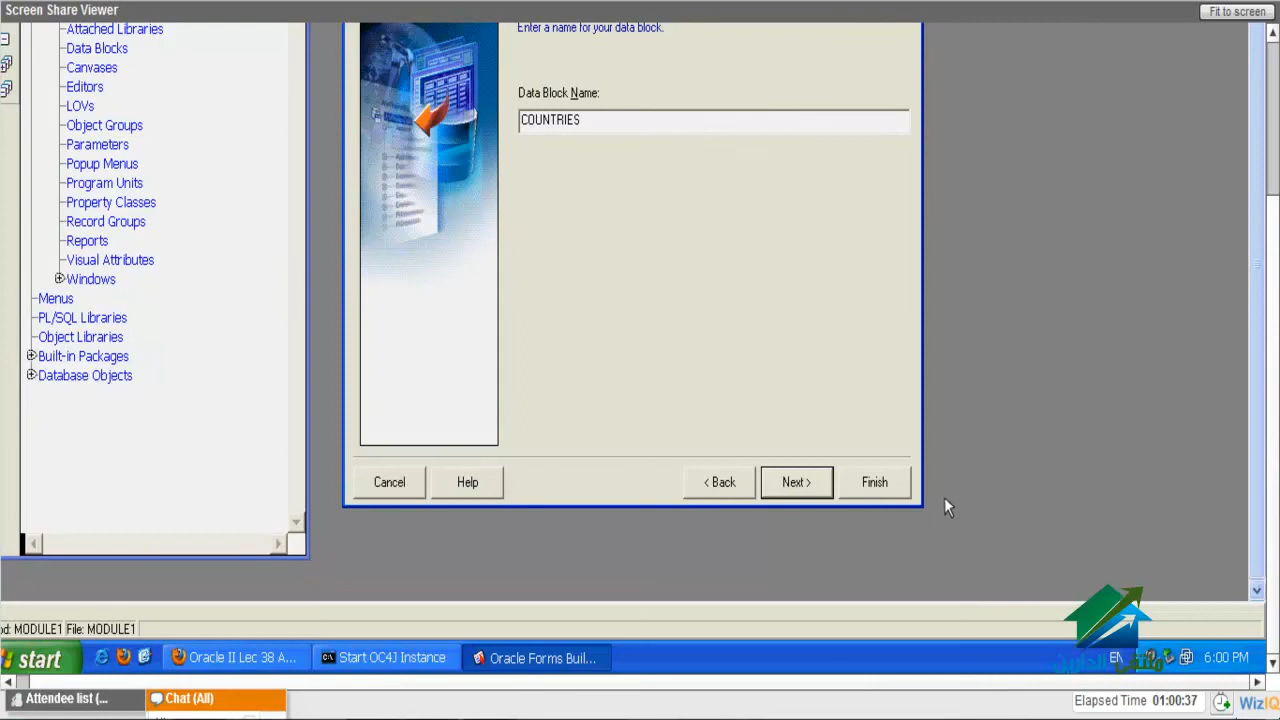 Screen Share Viewer
Fit to screen
Attached Libraries
Data Blocks
Canvases
Editors
LOVs
Object Groups
Parameters
Popup Menus
Program Units
Property Classes
Record Groups
Reports
Visual Attributes
Windows
Menus
PL/SQL Libraries
Object Libraries
Built-in Packages
Database Objects
Enter a name for your data block.
Data Block Name:
COUNTRIES
Cancel
Help
< Back
Next >
Finish
od: MODULE1 File: MODULE1
start
Oracle II Lec 38 A...
Start OC4J Instance
Oracle Forms Buil...
EN
6:00 PM
Attendee list (...
Chat (All)
Elapsed Time 01:00:37
WizIQ